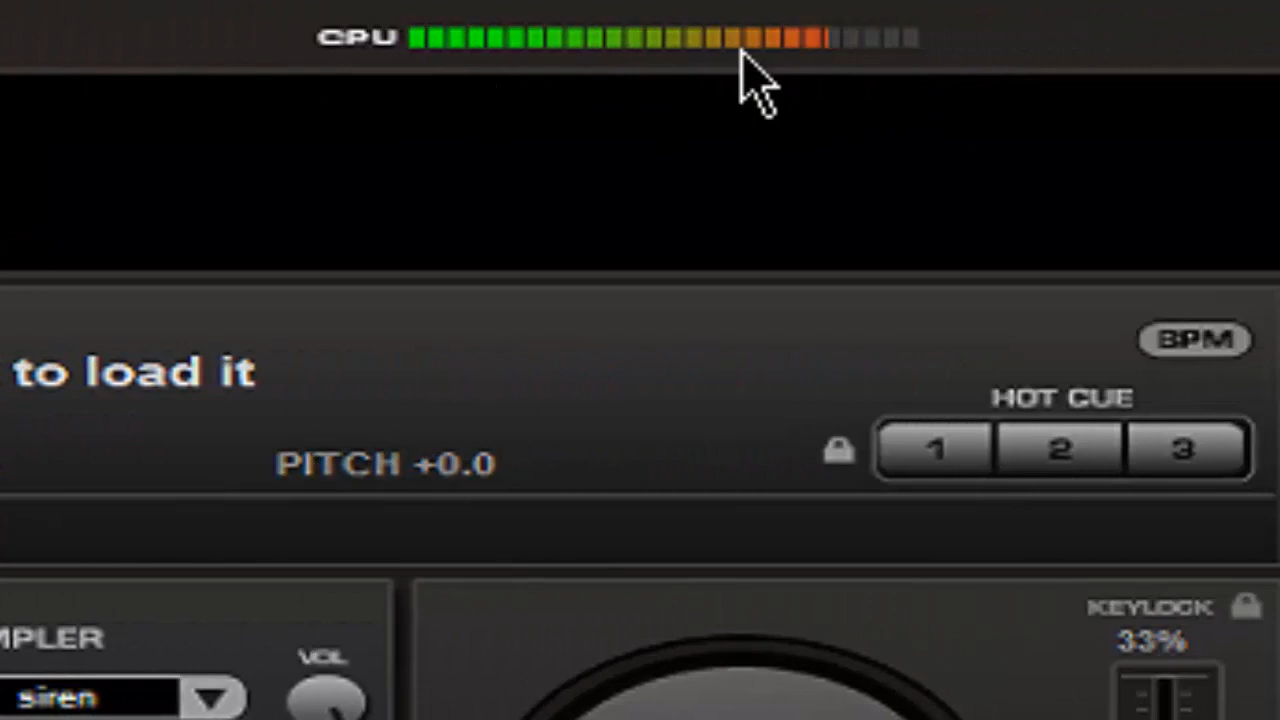 CPU
to load it
BPM
HOT CUE
PITCH +0.0
1 2 3
KEYLOCK
33%
MPLER
VOL
siren